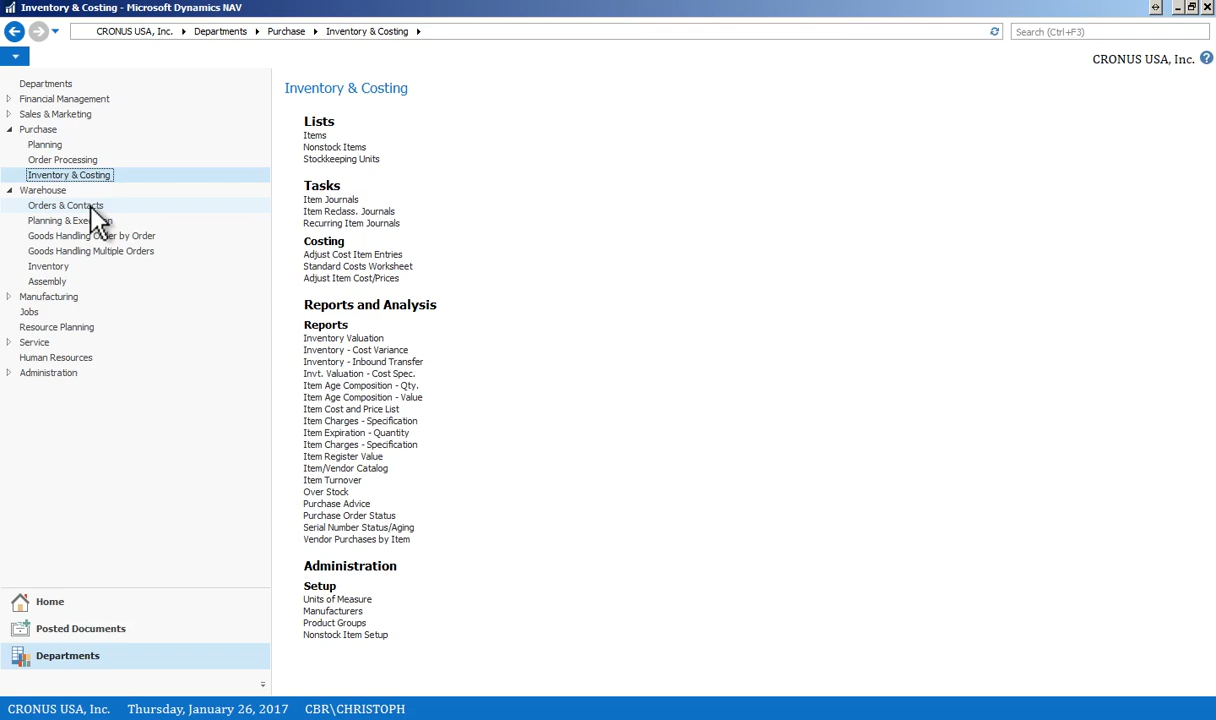 Inventory & Costing - Microsoft Dynamics NAV
CRONUS USA, Inc. Departments Purchase Inventory & Costing
Search (Ctrl+F3)
CRONUS USA, Inc.
Departments
Financial Management
Sales & Marketing
Purchase
Planning
Order Processing
Inventory & Costing
Warehouse
Orders & Contacts
Planning &
Goods Handling Order by Order
Goods Handling Multiple Orders
Inventory
Assembly
Manufacturing
Jobs
Resource Planning
Service
Human Resources
Administration
Home
Posted Documents
Departments
Inventory & Costing
Lists
Items
Nonstock Items
Stockkeeping Units
Tasks
Item Journals
Item Reclass. Journals
Recurring Item Journals
Costing
Adjust Cost Item Entries
Standard Costs Worksheet
Adjust Item Cost/Prices
Reports and Analysis
Reports
Inventory Valuation
Inventory - Cost Variance
Inventory - Inbound Transfer
Invt. Valuation - Cost Spec.
Item Age Composition - Qty.
Item Age Composition - Value
Item Cost and Price List
Item Charges - Specification
Item Expiration - Quantity
Item Charges - Specification
Item Register Value
Item/Vendor Catalog
Item Turnover
Over Stock
Purchase Advice
Purchase Order Status
Serial Number Status/Aging
Vendor Purchases by Item
Administration
Setup
Units of Measure
Manufacturers
Product Groups
Nonstock Item Setup
CRONUS USA, Inc. Thursday, January 26, 2017 CBR\CHRISTOPH